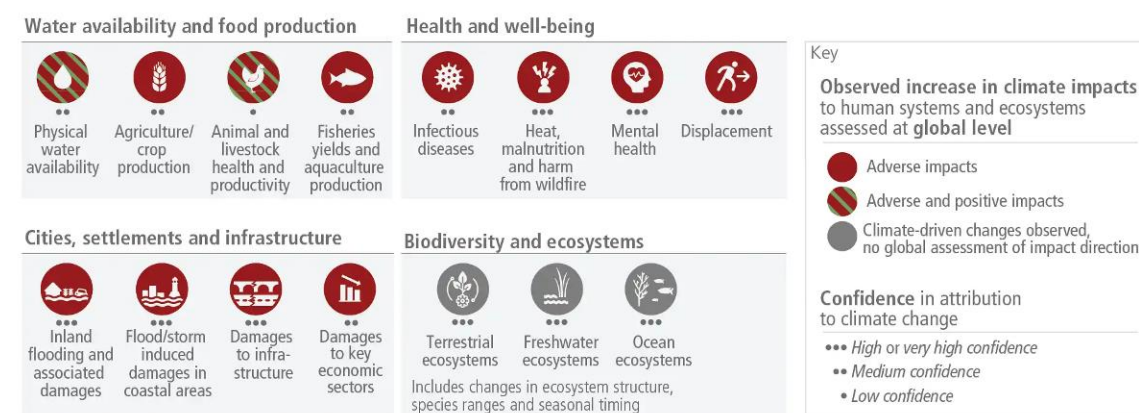 Water availability and food production
Physical
water
availability
Agriculture/
crop
production
Animal and
livestock
health and
productivity
Fisheries
yields and
aquaculture
production
Health and well-being
Infectious
diseases
Heat,
malnutrition
and harm
from wildfire
Mental
health
Displacement
Cities, settlements and infrastructure
Inland
flooding and
associated
damages
Flood/storm
induced
damages in
coastal areas
Damages
to infra-
structure
Damages
to key
economic
sectors
Biodiversity and ecosystems
Terrestrial
ecosystems
Freshwater
ecosystems
Ocean
ecosystems
Includes changes in ecosystem structure,
species ranges and seasonal timing
Key
Observed increase in climate impacts
to human systems and ecosystems
assessed at global level
Adverse impacts
Adverse and positive impacts
Climate-driven changes observed,
no global assessment of impact direction
Confidence in attribution
to climate change
••• High or very high confidence
•• Medium confidence
• Low confidence